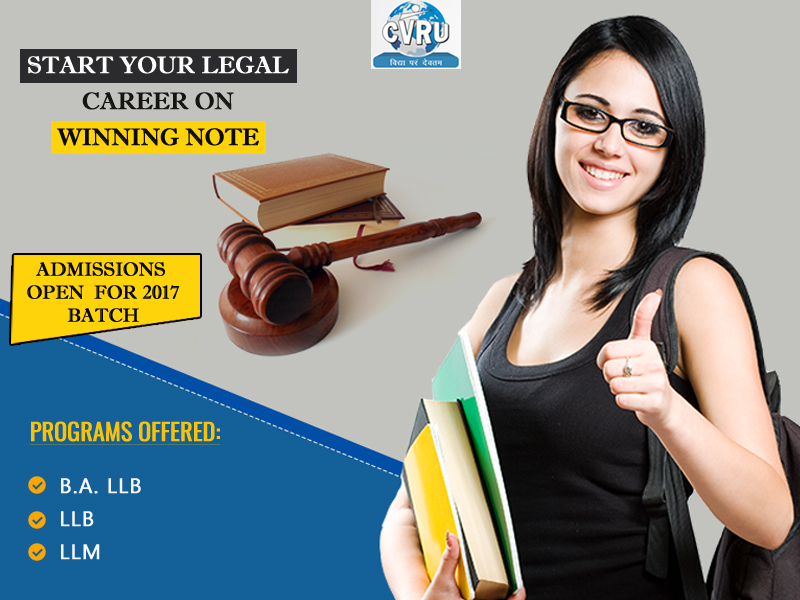 CVRU
विद्या परं देवतम
START YOUR LEGAL
CAREER ON
WINNING NOTE
ADMISSIONS
OPEN FOR 2017
BATCH
PROGRAMS OFFERED:
B.A. LLB
LLB
LLM